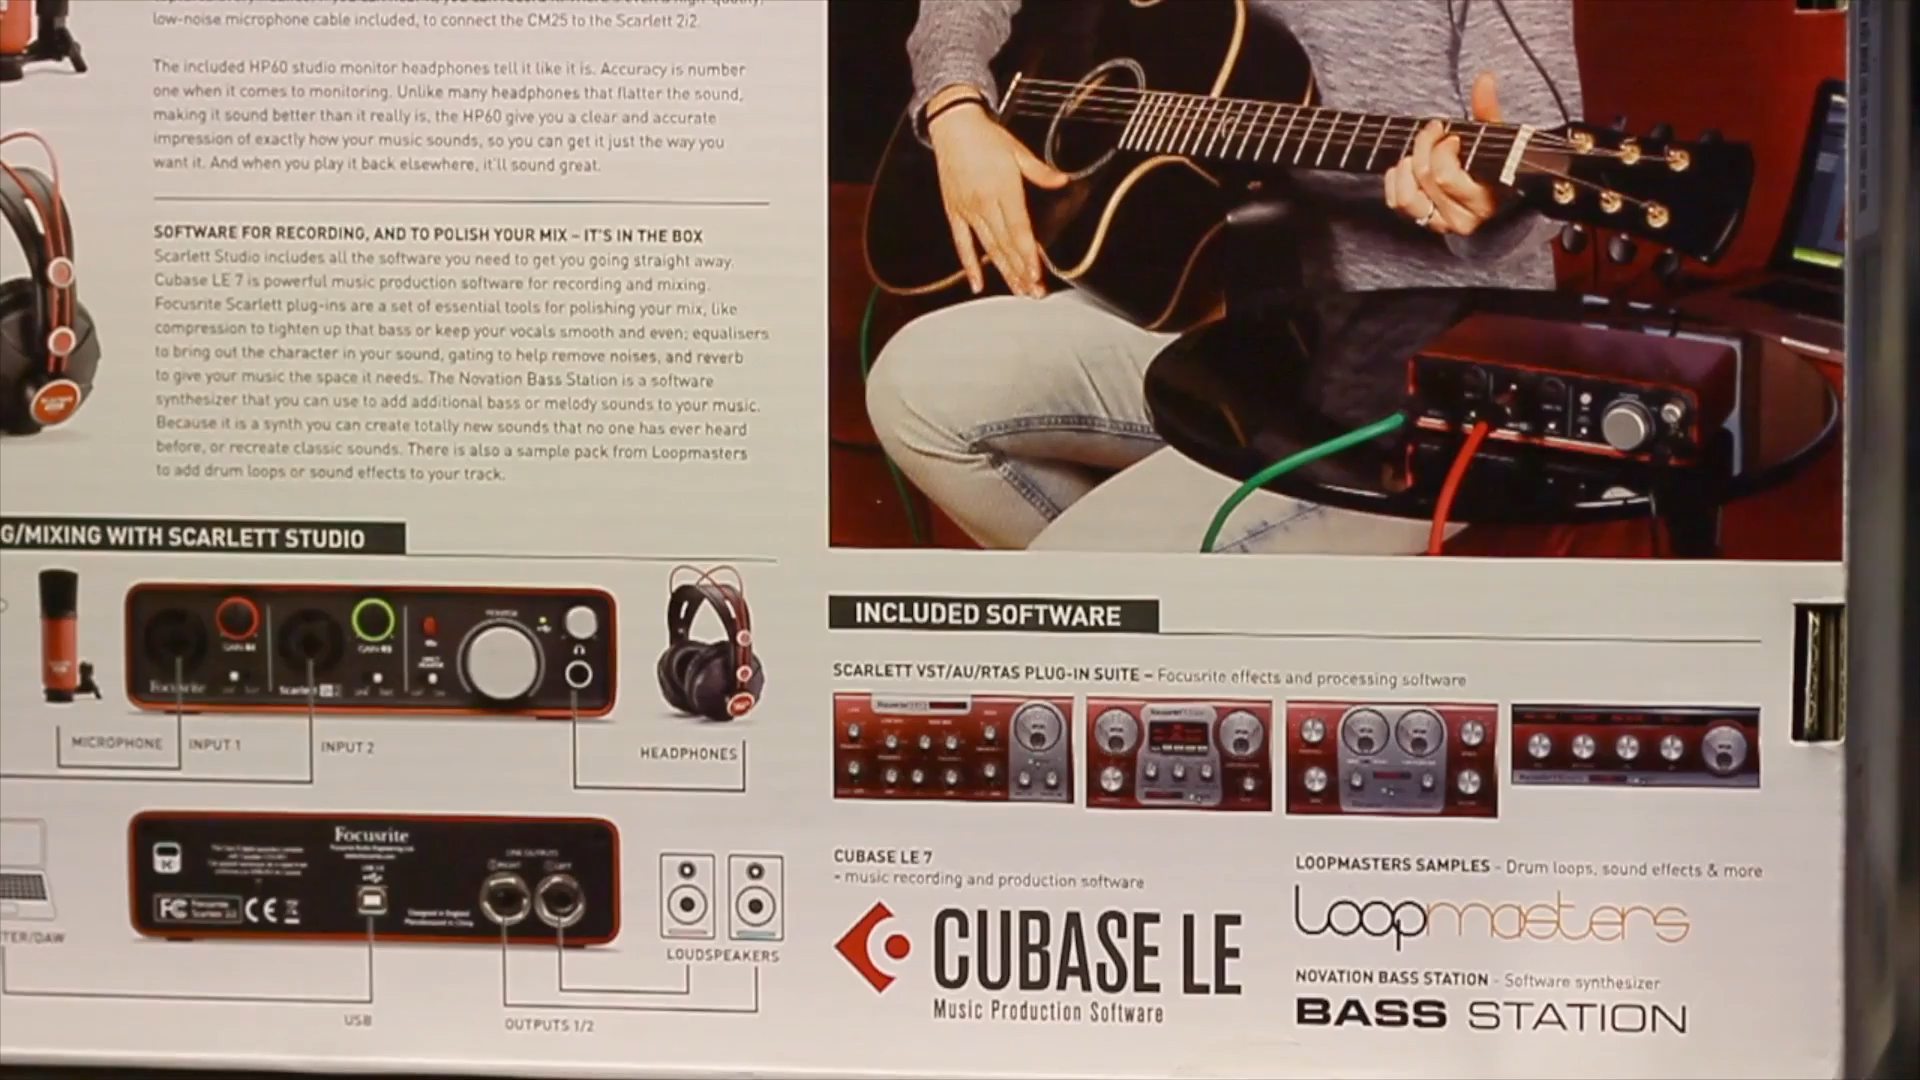 low-noise microphone cable included, to connect the CM25 to the Scarlett 2i2.
The included HP60 studio monitor headphones tell it like it is. Accuracy is number
one when it comes to monitoring. Unlike many headphones that flatter the sound,
making it sound better than it really is, the HP60 give you a clear and accurate
impression of exactly how your music sounds, so you can get it just the way you
want it. And when you play it back elsewhere, it'll sound great.
SOFTWARE FOR RECORDING, AND TO POLISH YOUR MIX – IT'S IN THE BOX
Scarlett Studio includes all the software you need to get you going straight away.
Cubase LE 7 is powerful music production software for recording and mixing.
Focusrite Scarlett plug-ins are a set of essential tools for polishing your mix, like
compression to tighten up that bass or keep your vocals smooth and even; equalisers
to bring out the character in your sound, gating to help remove noises, and reverb
to give your music the space it needs. The Novation Bass Station is a software
synthesizer that you can use to add additional bass or melody sounds to your music.
Because it is a synth you can create totally new sounds that no one has ever heard
before, or recreate classic sounds. There is also a sample pack from Loopmasters
to add drum loops or sound effects to your track.
G/MIXING WITH SCARLETT STUDIO
MONITOR
Focusrite
Scarlett 2i2
MICROPHONE
INPUT 1
INPUT 2
HEADPHONES
Focusrite
FC
CE
TER/DAW
LOUDSPEAKERS
USB
OUTPUTS 1/2
INCLUDED SOFTWARE
SCARLETT VST/AU/RTAS PLUG-IN SUITE – Focusrite effects and processing software
CUBASE LE 7
- music recording and production software
CUBASE LE
Music Production Software
LOOPMASTERS SAMPLES - Drum loops, sound effects & more
Loopmasters
NOVATION BASS STATION - Software synthesizer
BASS STATION